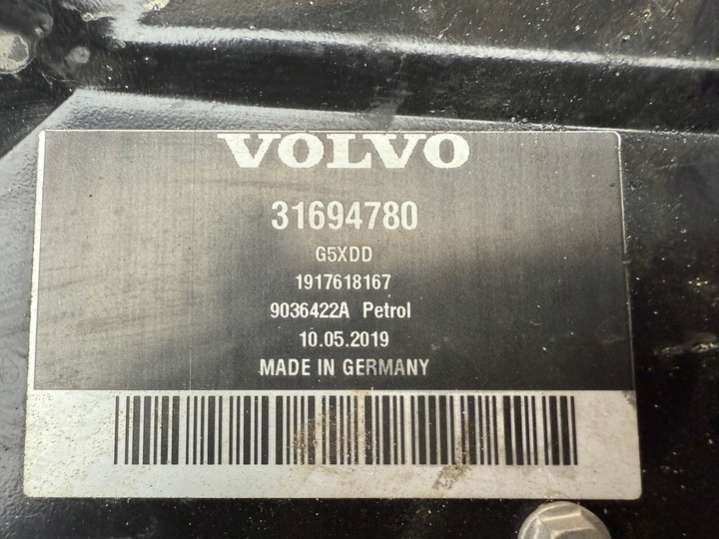 VOLVO
31694780
G5XDD
1917618167
9036422A Petrol
10.05.2019
MADE IN GERMANY